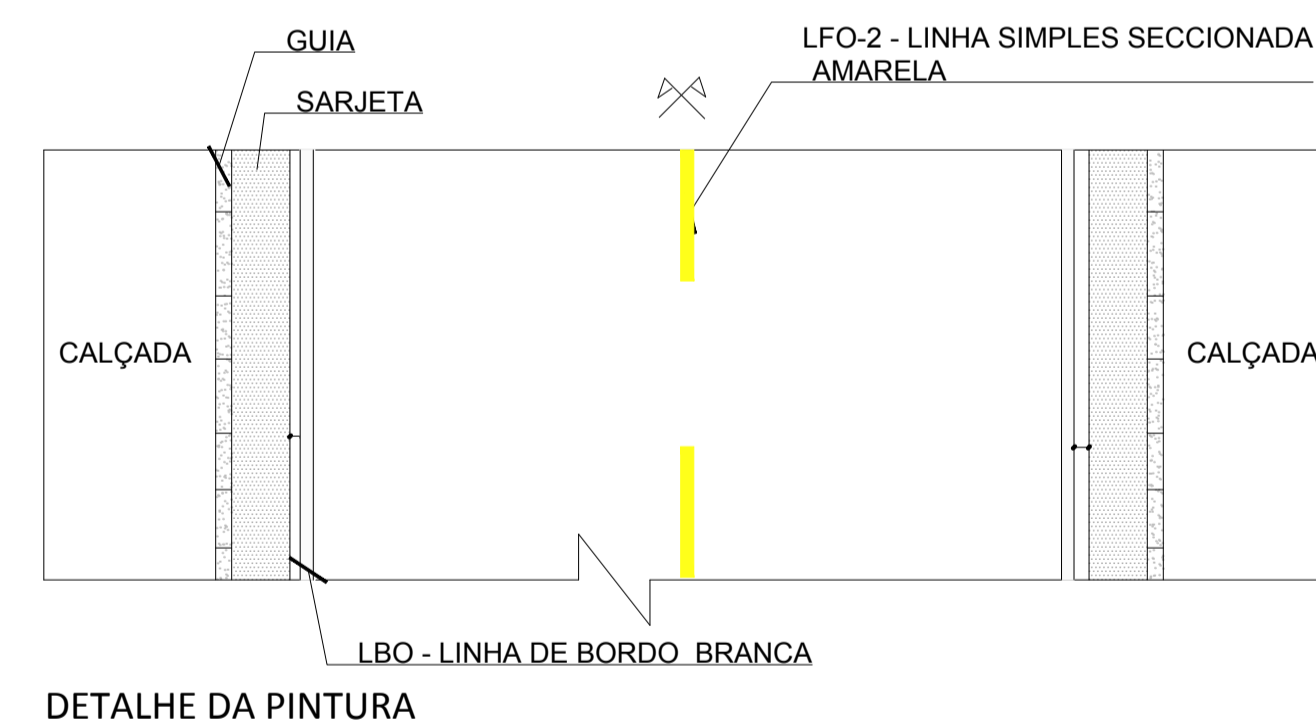 GUIA
LFO-2 - LINHA SIMPLES SECCIONADA
AMARELA
SARJETA
CALÇADA
CALÇADA
LBO - LINHA DE BORDO BRANCA
DETALHE DA PINTURA